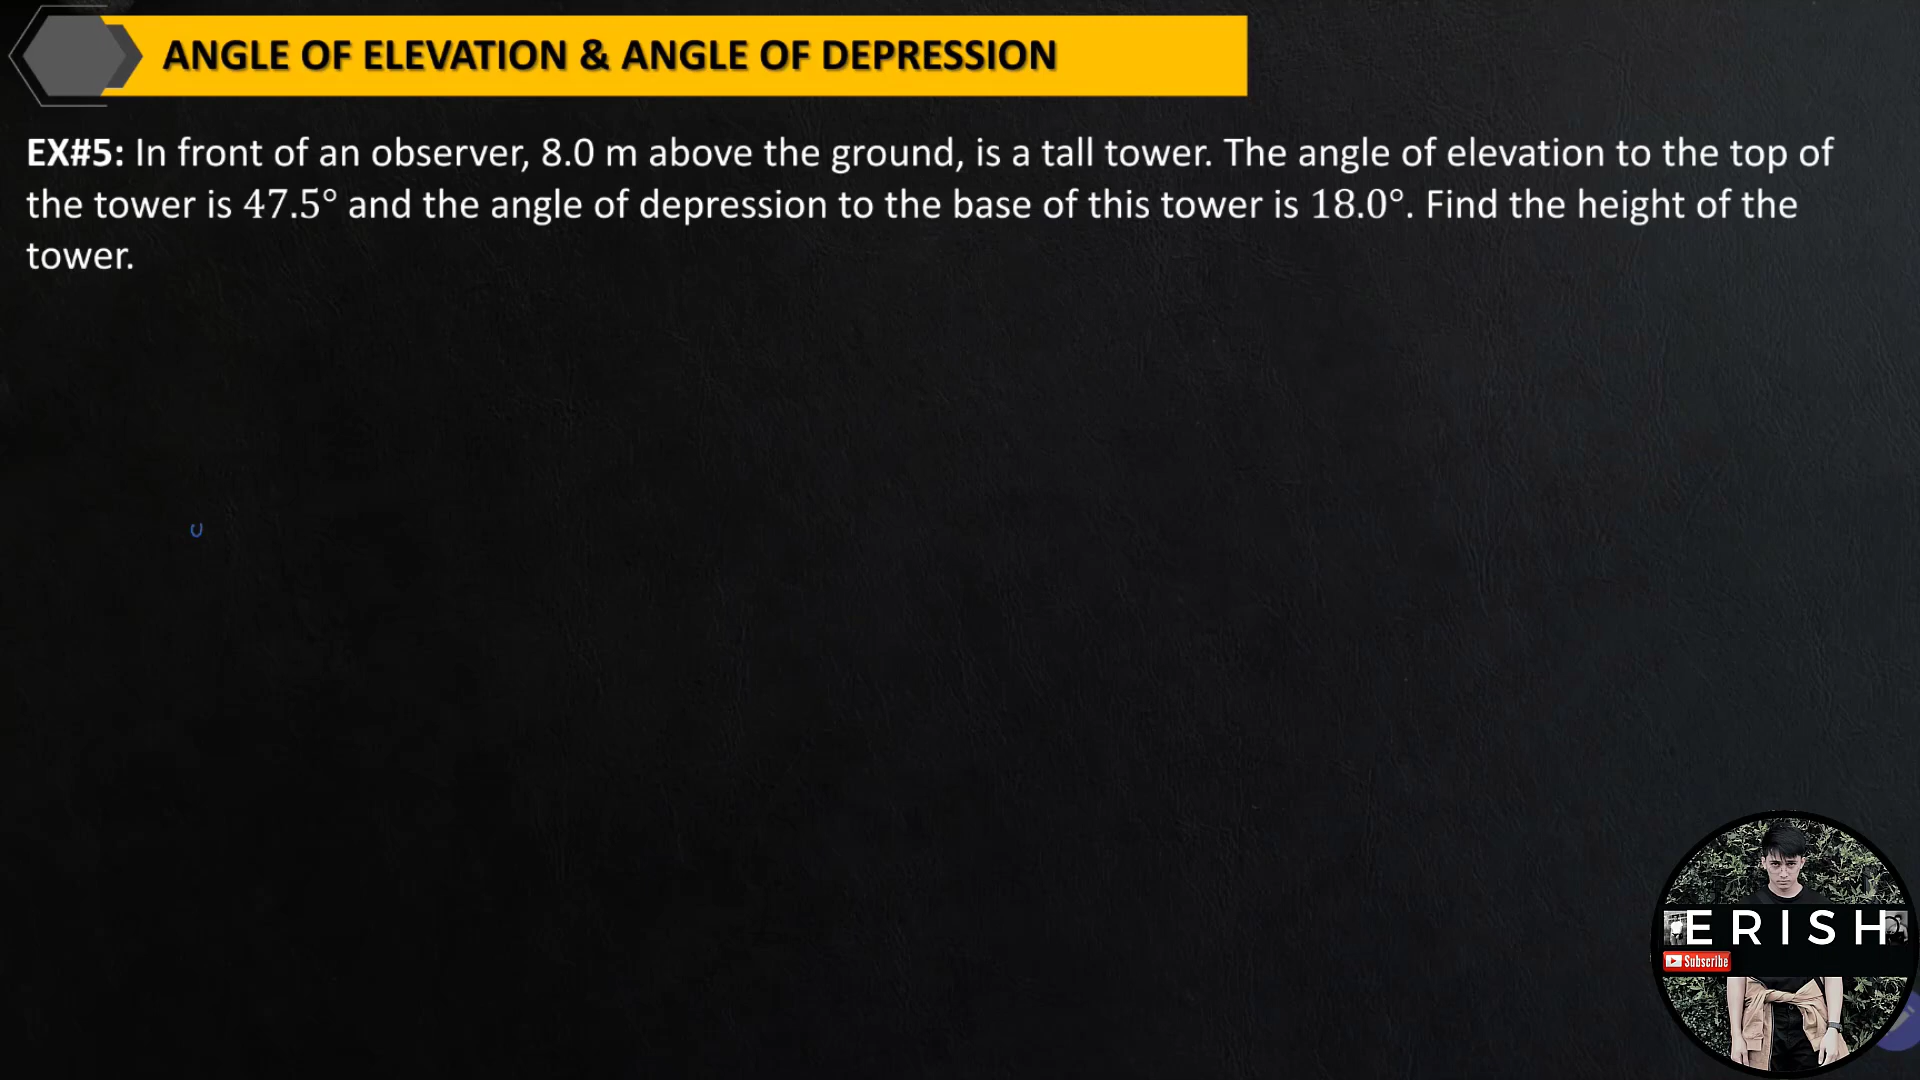 ANGLE OF ELEVATION & ANGLE OF DEPRESSION
EX#5: In front of an observer, 8.0 m above the ground, is a tall tower. The angle of elevation to the top of
the tower is 47.5° and the angle of depression to the base of this tower is 18.0°. Find the height of the
tower.
ERISH
Subscribe